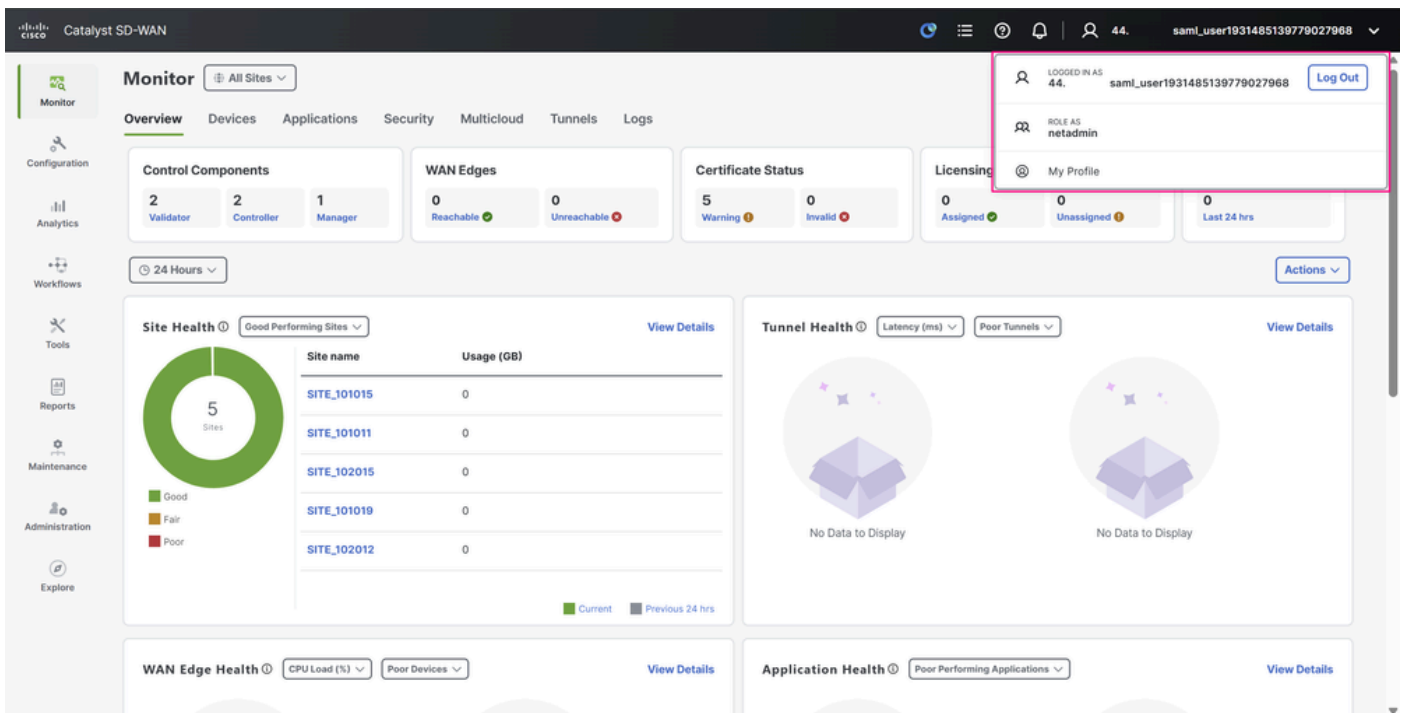 cisco Catalyst SD-WAN 44. saml_user1931485139779027968
Monitor All Sites
LOGGED IN AS
44. saml_user1931485139779027968 Log Out
ROLE AS
netadmin
My Profile
Overview Devices Applications Security Multicloud Tunnels Logs
Monitor
Configuration
Analytics
Workflows
Tools
Reports
Maintenance
Administration
Explore
Control Components
2 2 1
Validator Controller Manager
WAN Edges
0 0
Reachable Unreachable
Certificate Status
5 0
Warning Invalid
Licensing
0 0
Assigned Unassigned
0
Last 24 hrs
24 Hours Actions
Site Health Good Performing Sites View Details
5
Sites
Good
Fair
Poor
Site name Usage (GB)
SITE_101015 0
SITE_101011 0
SITE_102015 0
SITE_101019 0
SITE_102012 0
Current Previous 24 hrs
Tunnel Health Latency (ms) Poor Tunnels View Details
No Data to Display No Data to Display
WAN Edge Health CPU Load (%) Poor Devices View Details
Application Health Poor Performing Applications View Details